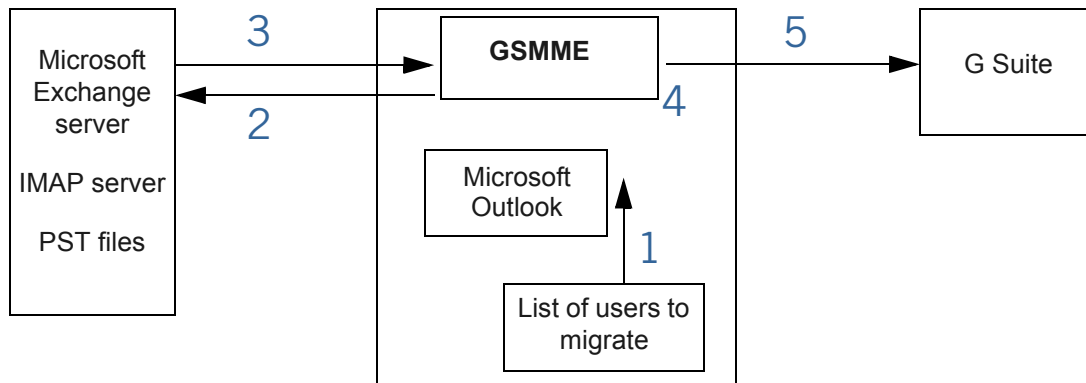 Microsoft
Exchange
server
IMAP server
PST files
3
2
GSMME
4
Microsoft
Outlook
1
List of users to
migrate
5
G Suite